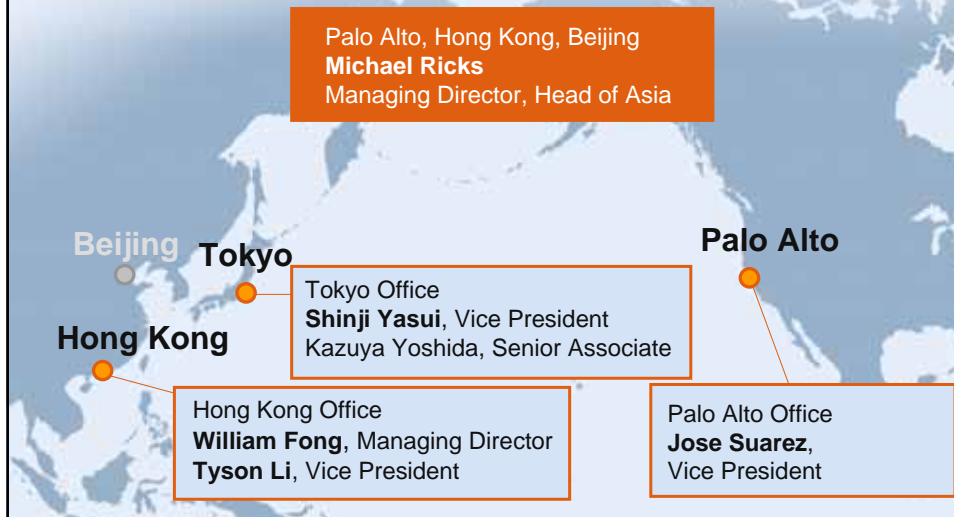 Palo Alto, Hong Kong, Beijing
Michael Ricks
Managing Director, Head of Asia
Beijing
Tokyo
Palo Alto
Hong Kong
Tokyo Office
Shinji Yasui, Vice President
Kazuya Yoshida, Senior Associate
Hong Kong Office
William Fong, Managing Director
Tyson Li, Vice President
Palo Alto Office
Jose Suarez,
Vice President